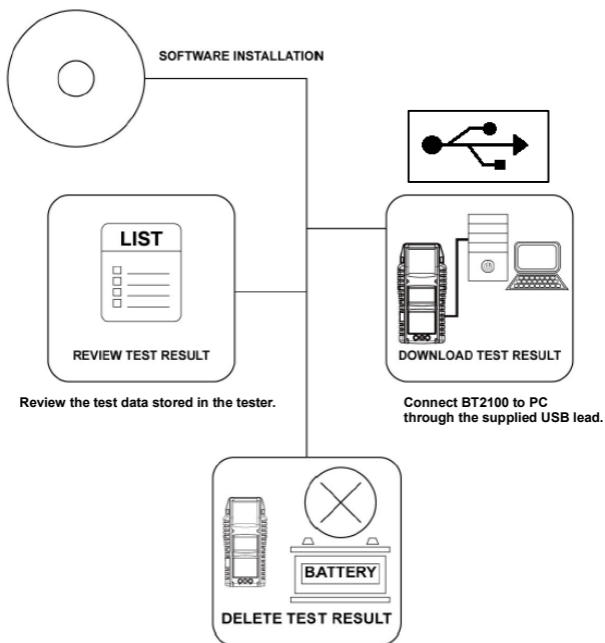 SOFTWARE INSTALLATION
LIST
REVIEW TEST RESULT
DOWNLOAD TEST RESULT
Review the test data stored in the tester.
Connect BT2100 to PC
through the supplied USB lead.
BATTERY
DELETE TEST RESULT